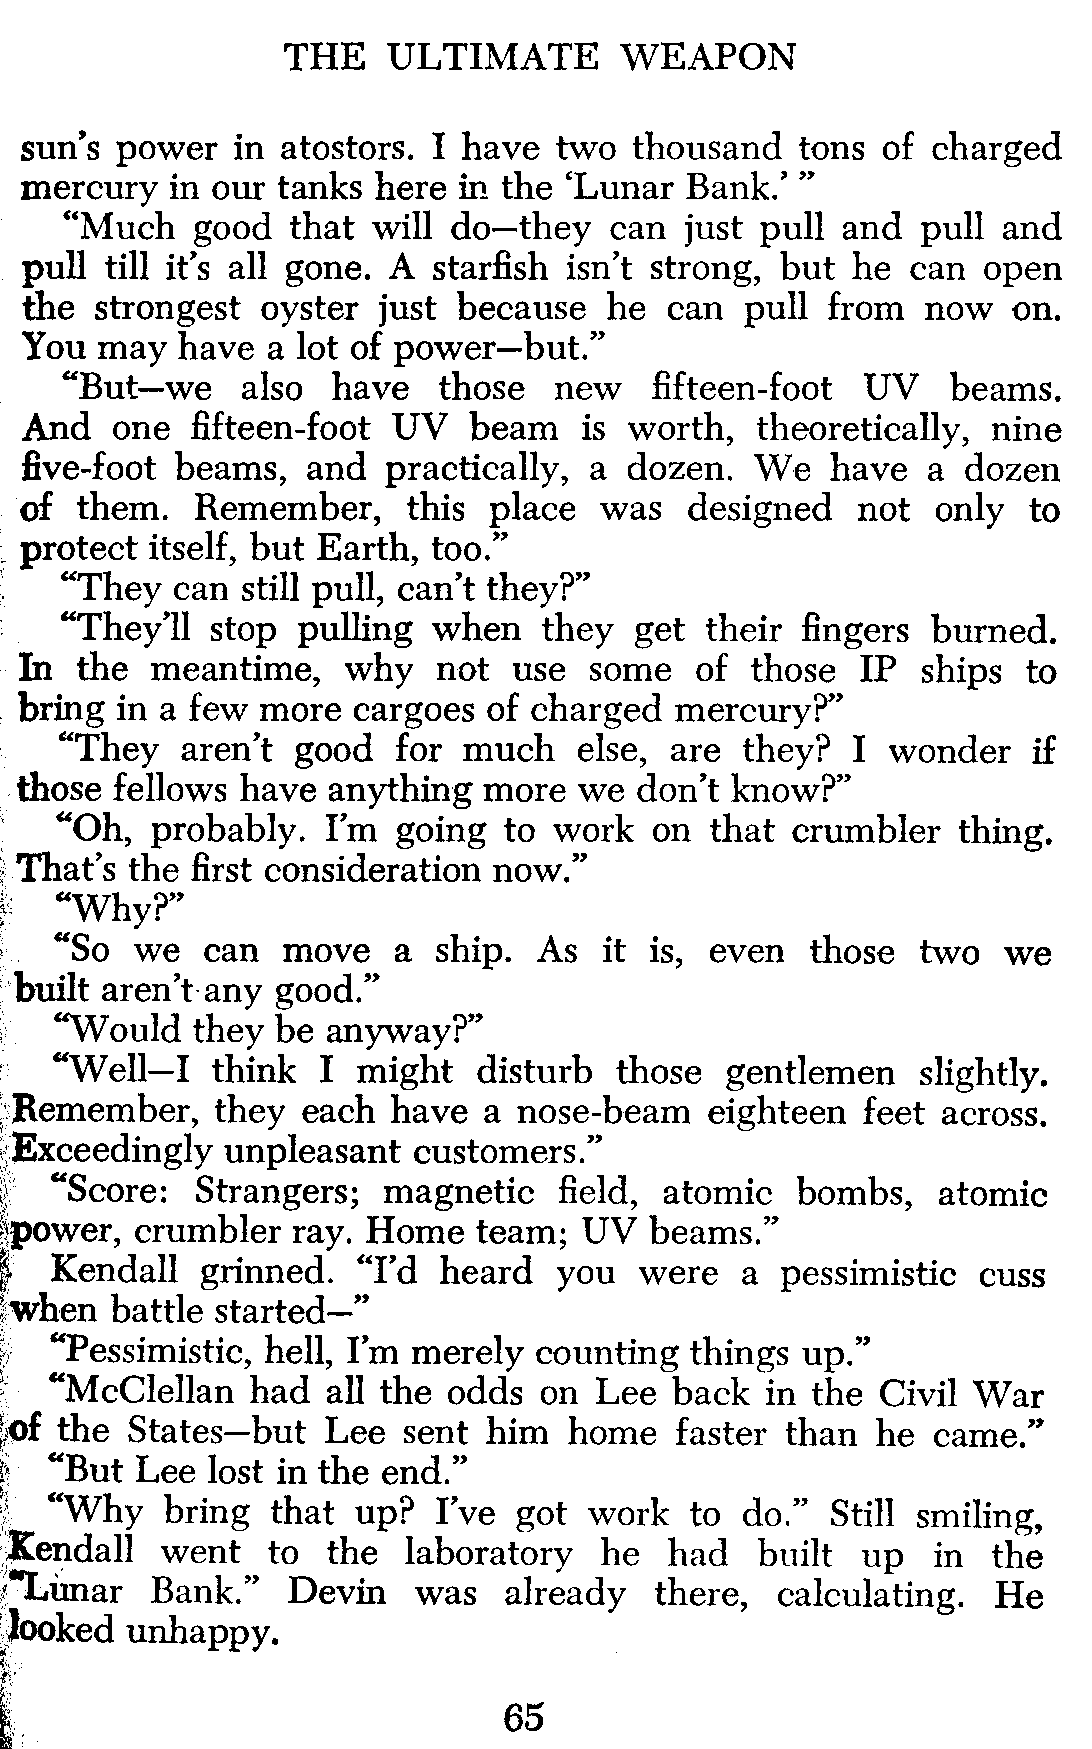 THE ULTIMATE WEAPON
sun's power in atostors. I have two thousand tons of charged
mercury in our tanks here in the ‘Lunar Bank.’ ”
“Much good that will do—they can just pull and pull and
pull till it's all gone. A starfish isn't strong, but he can open
the strongest oyster just because he can pull from now on.
You may have a lot of power—but.”
“But—we also have those new fifteen-foot UV beams.
And one fifteen-foot UV beam is worth, theoretically, nine
five-foot beams, and practically, a dozen. We have a dozen
of them. Remember, this place was designed not only to
protect itself, but Earth, too.”
“They can still pull, can't they?”
“They'll stop pulling when they get their fingers burned.
In the meantime, why not use some of those IP ships to
bring in a few more cargoes of charged mercury?”
“They aren't good for much else, are they? I wonder if
those fellows have anything more we don't know?”
“Oh, probably. I'm going to work on that crumbler thing.
That's the first consideration now.”
“Why?”
“So we can move a ship. As it is, even those two we
built aren't any good.”
“Would they be anyway?”
“Well—I think I might disturb those gentlemen slightly.
Remember, they each have a nose-beam eighteen feet across.
Exceedingly unpleasant customers.”
“Score: Strangers; magnetic field, atomic bombs, atomic
power, crumbler ray. Home team; UV beams.”
Kendall grinned. “I'd heard you were a pessimistic cuss
when battle started—”
“Pessimistic, hell, I'm merely counting things up.”
“McClellan had all the odds on Lee back in the Civil War
of the States—but Lee sent him home faster than he came.”
“But Lee lost in the end.”
“Why bring that up? I've got work to do.” Still smiling,
Kendall went to the laboratory he had built up in the
“Lunar Bank.” Devin was already there, calculating. He
looked unhappy.
65